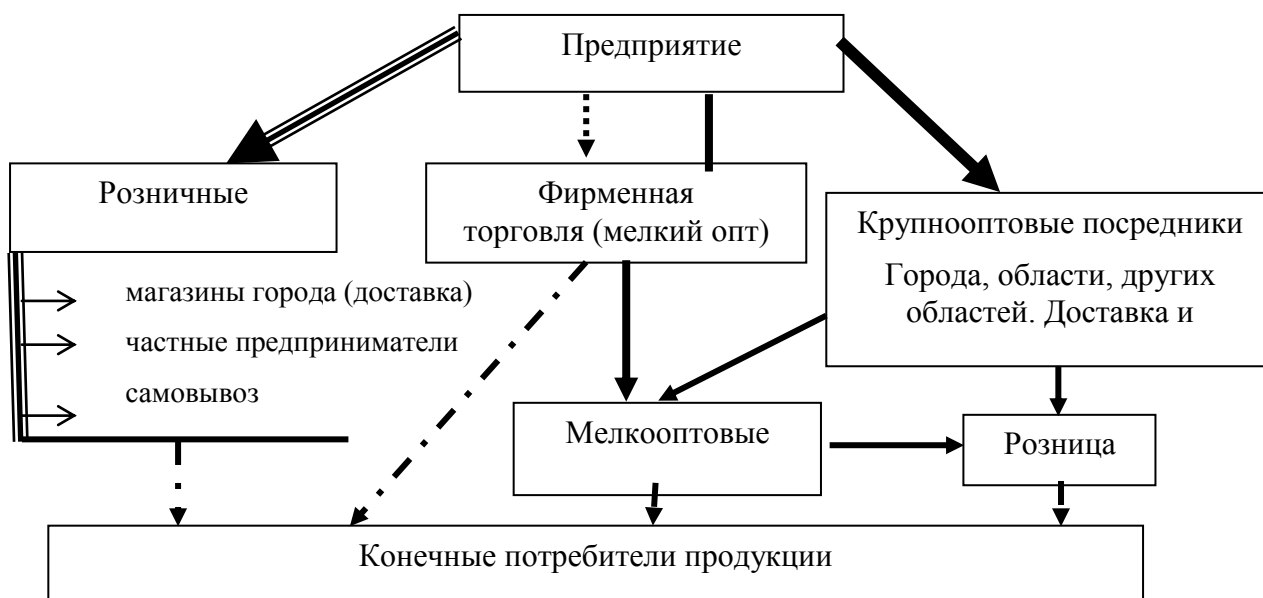 Предприятие
Розничные
Фирменная
торговля (мелкий опт)
Крупнооптовые посредники
Города, области, других
областей. Доставка и
магазины города (доставка)
частные предприниматели
самовывоз
Мелкооптовые
Розница
Конечные потребители продукции